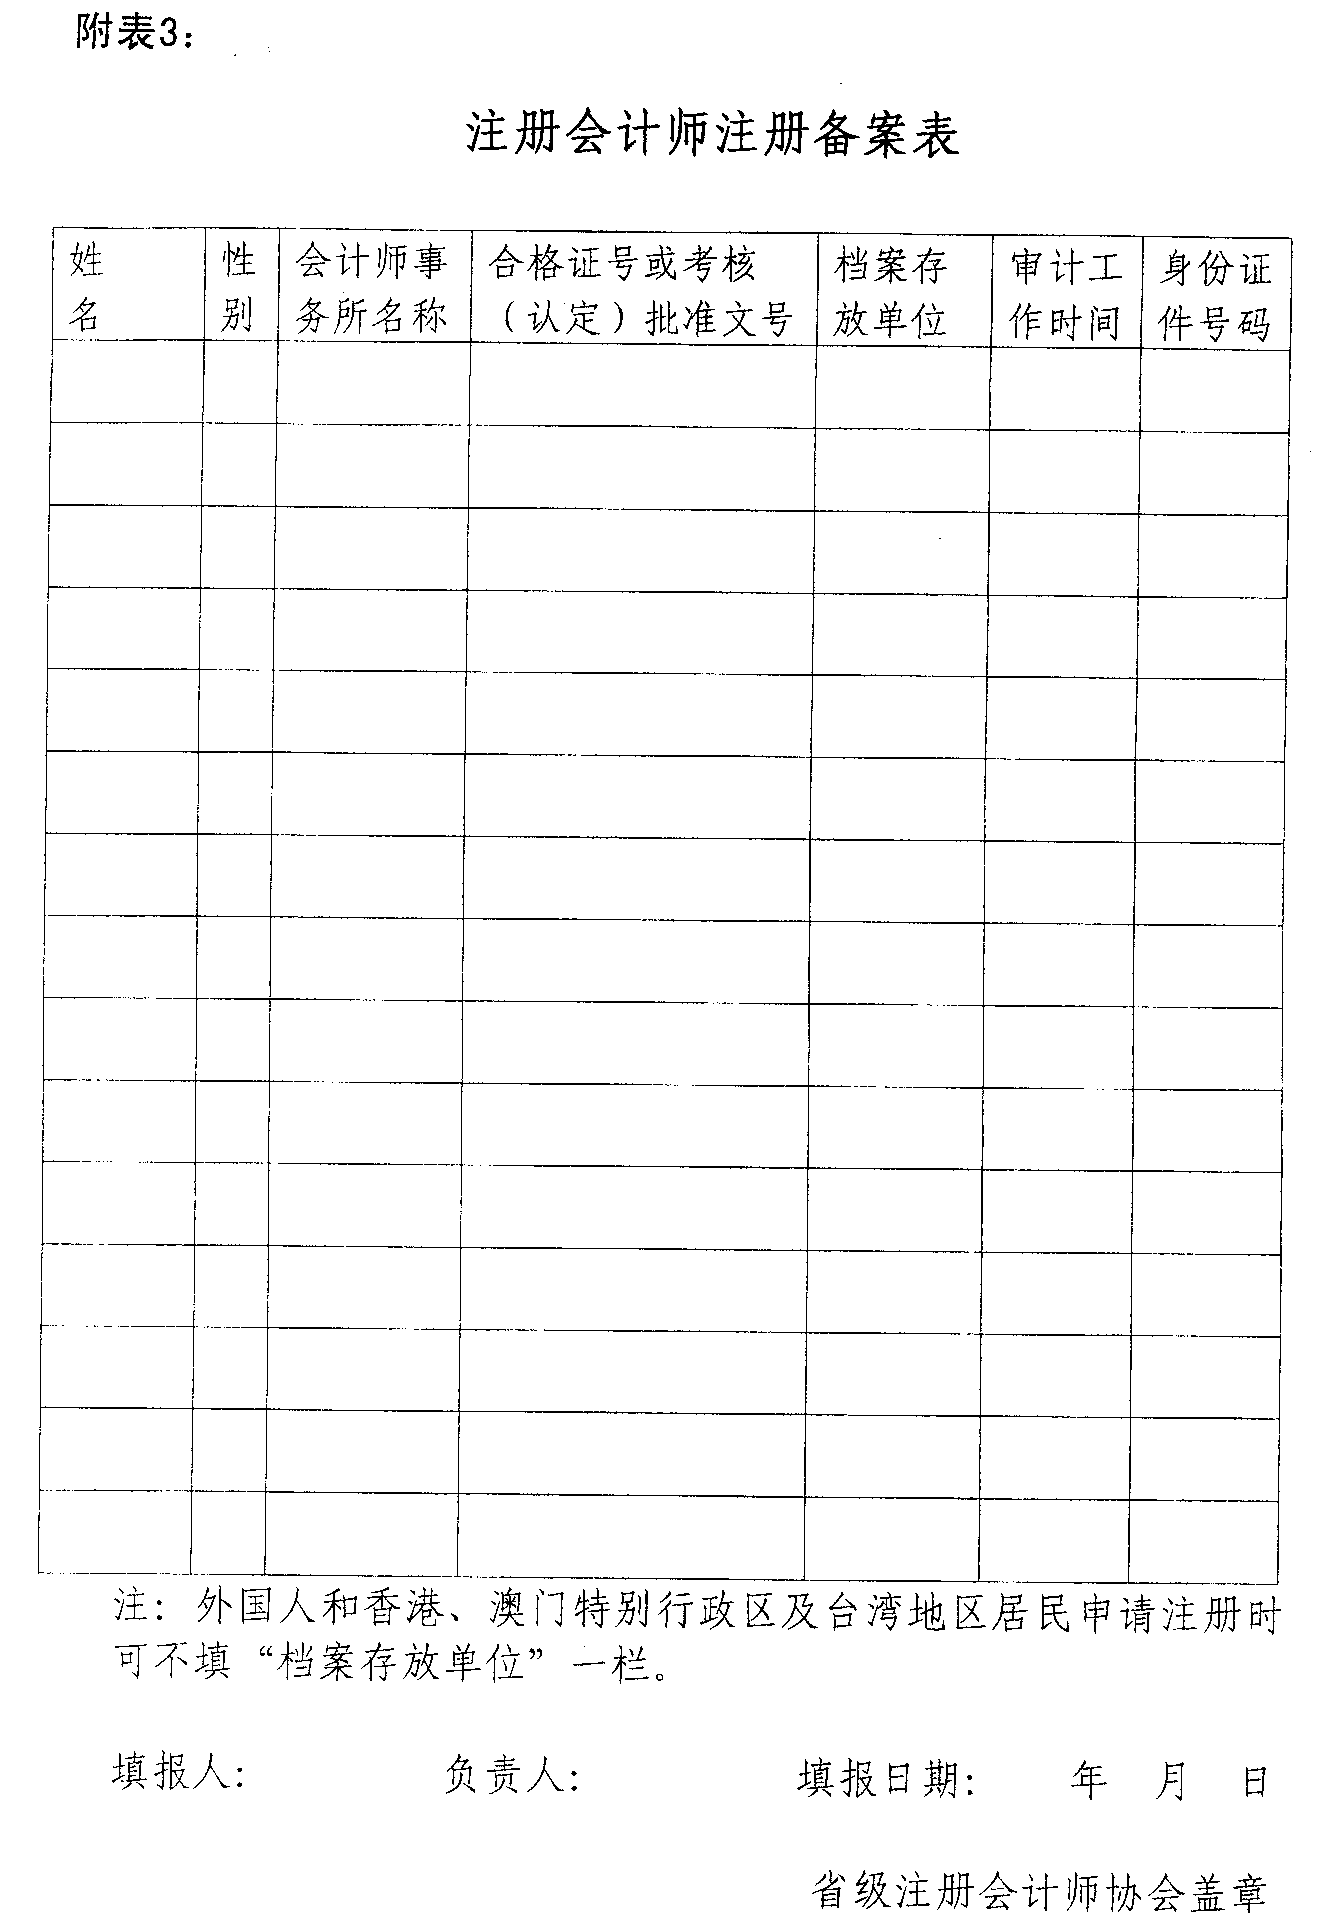 附表3：
注册会计师注册备案表
姓名
性别
会计师事务所名称
合格证号或考核（认定）批准文号
档案存放单位
审计工作时间
身份证件号码
注：外国人和香港、澳门特别行政区及台湾地区居民申请注册时
可不填“档案存放单位”一栏。
填报人： 负责人： 填报日期： 年 月 日
省级注册会计师协会盖章